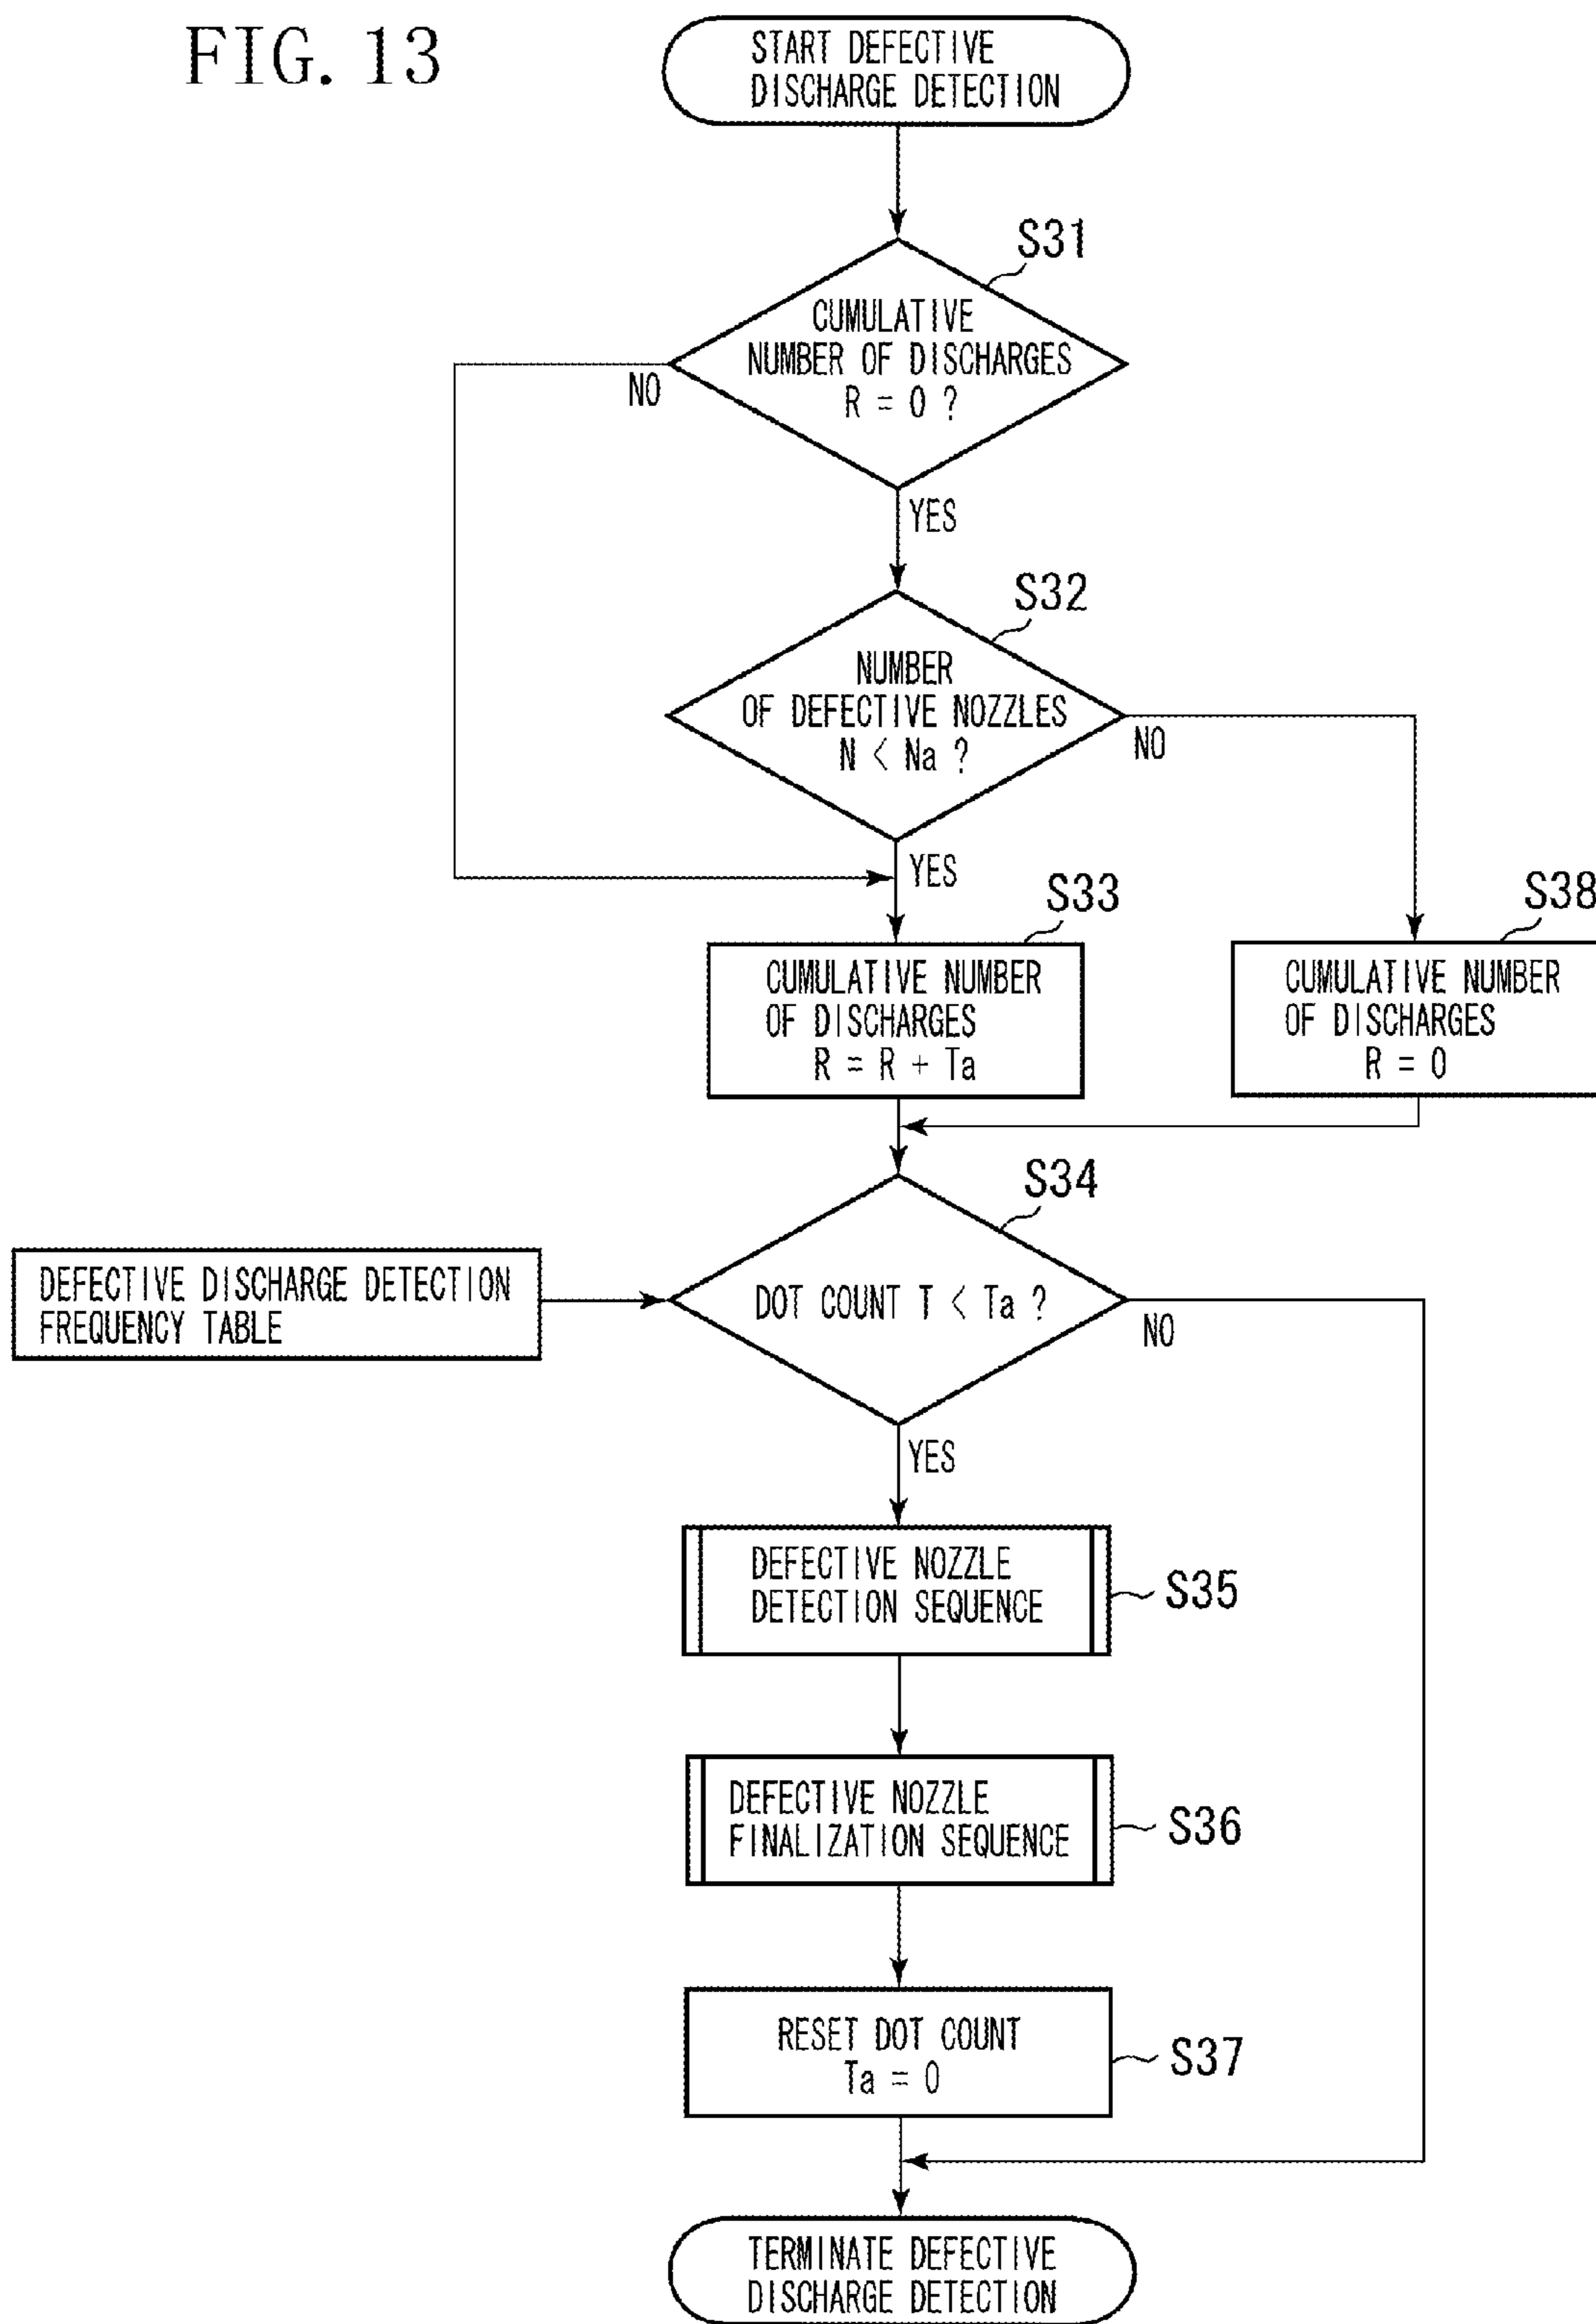 FIG. 13
START DEFECTIVE
DISCHARGE DETECTION
S31
CUMULATIVE
NUMBER OF DISCHARGES
R = 0 ?
NO
YES
S32
NUMBER
OF DEFECTIVE NOZZLES
N < Na ?
NO
YES
S33
CUMULATIVE NUMBER
OF DISCHARGES
R = R + Ta
S38
CUMULATIVE NUMBER
OF DISCHARGES
R = 0
S34
DEFECTIVE DISCHARGE DETECTION
FREQUENCY TABLE
DOT COUNT T < Ta ?
NO
YES
DEFECTIVE NOZZLE
DETECTION SEQUENCE
S35
DEFECTIVE NOZZLE
FINALIZATION SEQUENCE
S36
RESET DOT COUNT
Ta = 0
S37
TERMINATE DEFECTIVE
DISCHARGE DETECTION